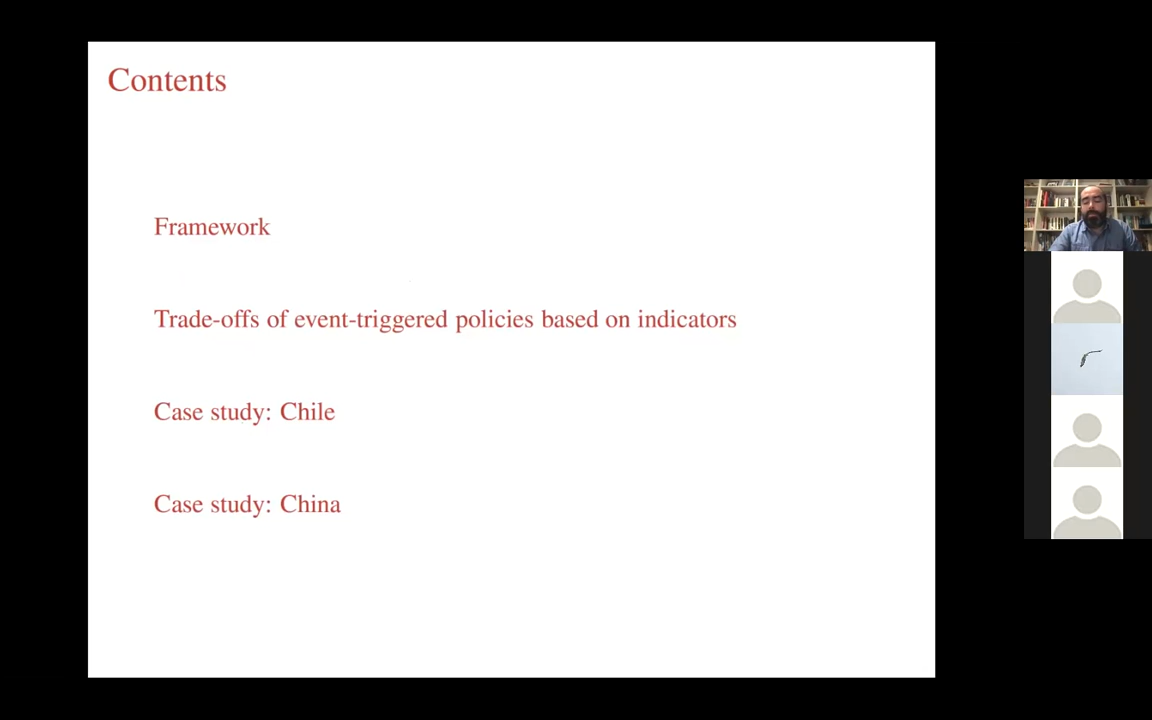 Contents
Framework
Trade-offs of event-triggered policies based on indicators
Case study: Chile
Case study: China